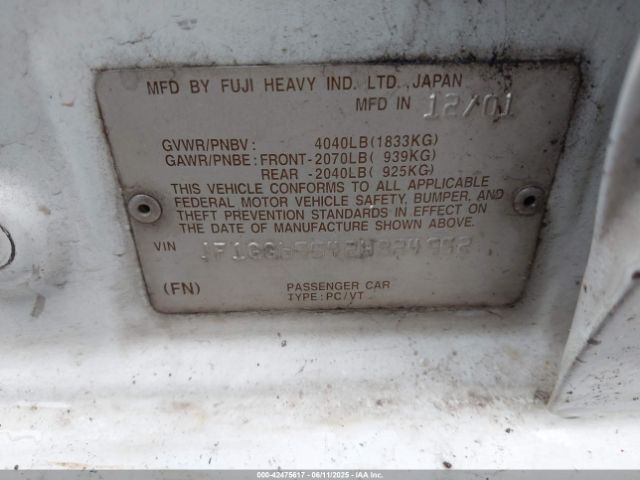 MFD BY FUJI HEAVY IND. LTD. JAPAN
MFD IN 12/01
GVWR/PNBV: 4040LB(1833KG)
GAWR/PNBE: FRONT-2070LB( 939KG)
REAR -2040LB( 925KG)
THIS VEHICLE CONFORMS TO ALL APPLICABLE
FEDERAL MOTOR VEHICLE SAFETY, BUMPER, AND
THEFT PREVENTION STANDARDS IN EFFECT ON
THE DATE OF MANUFACTURE SHOWN ABOVE.
VIN
(FN)
PASSENGER CAR
TYPE: PC/VT
000-42475617 - 06/11/2025 - IAA Inc.